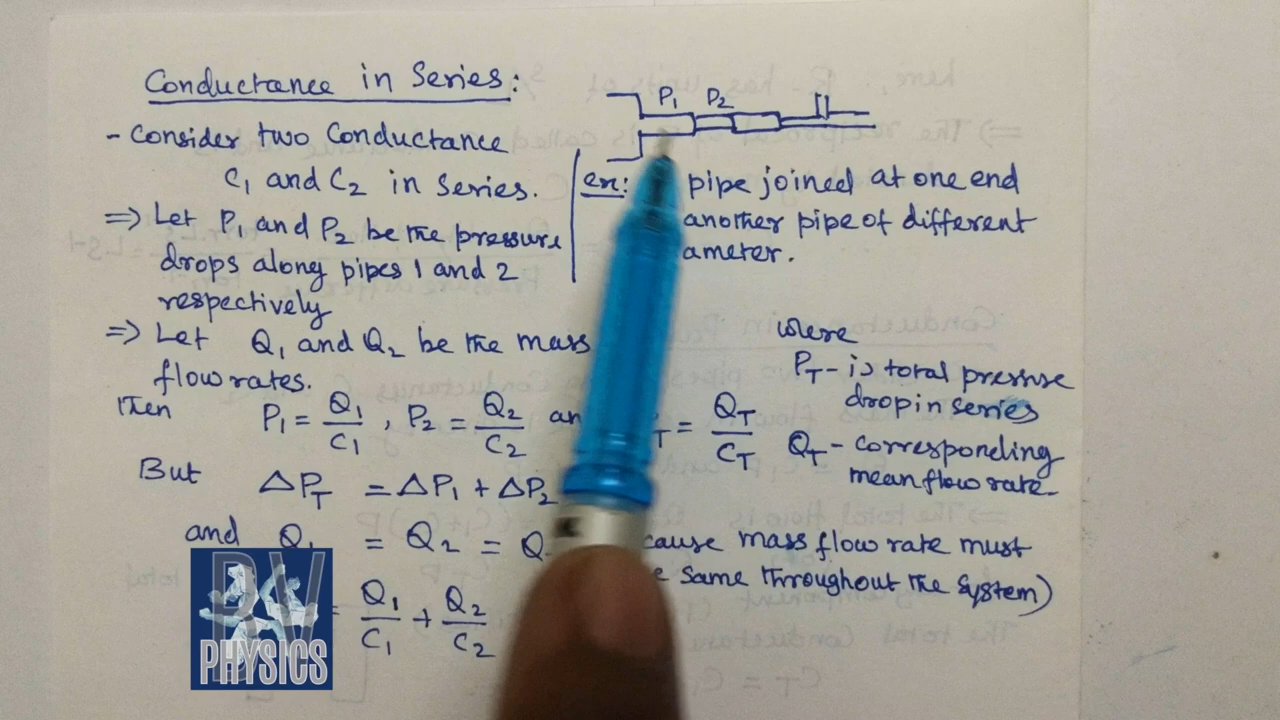 Conductance in Series:
P1 P2
- Consider two Conductance
C1 and C2 in Series.
=> Let P1 and P2 be the pressure
drops along pipes 1 and 2
respectively
=> Let Q1 and Q2 be the mass
flow rates.
ex: pipe joined at one end
another pipe of different
ameter.
where
PT - is total pressure
drop in series
QT - corresponding
mean flow rate.
Then P1 = Q1/C1 , P2 = Q2/C2 an T = QT/CT
But ΔPT = ΔP1 + ΔP2
and Q1 = Q2 = Q cause mass flow rate must
e same throughout the system)
= Q1/C1 + Q2/C2
BV
PHYSICS